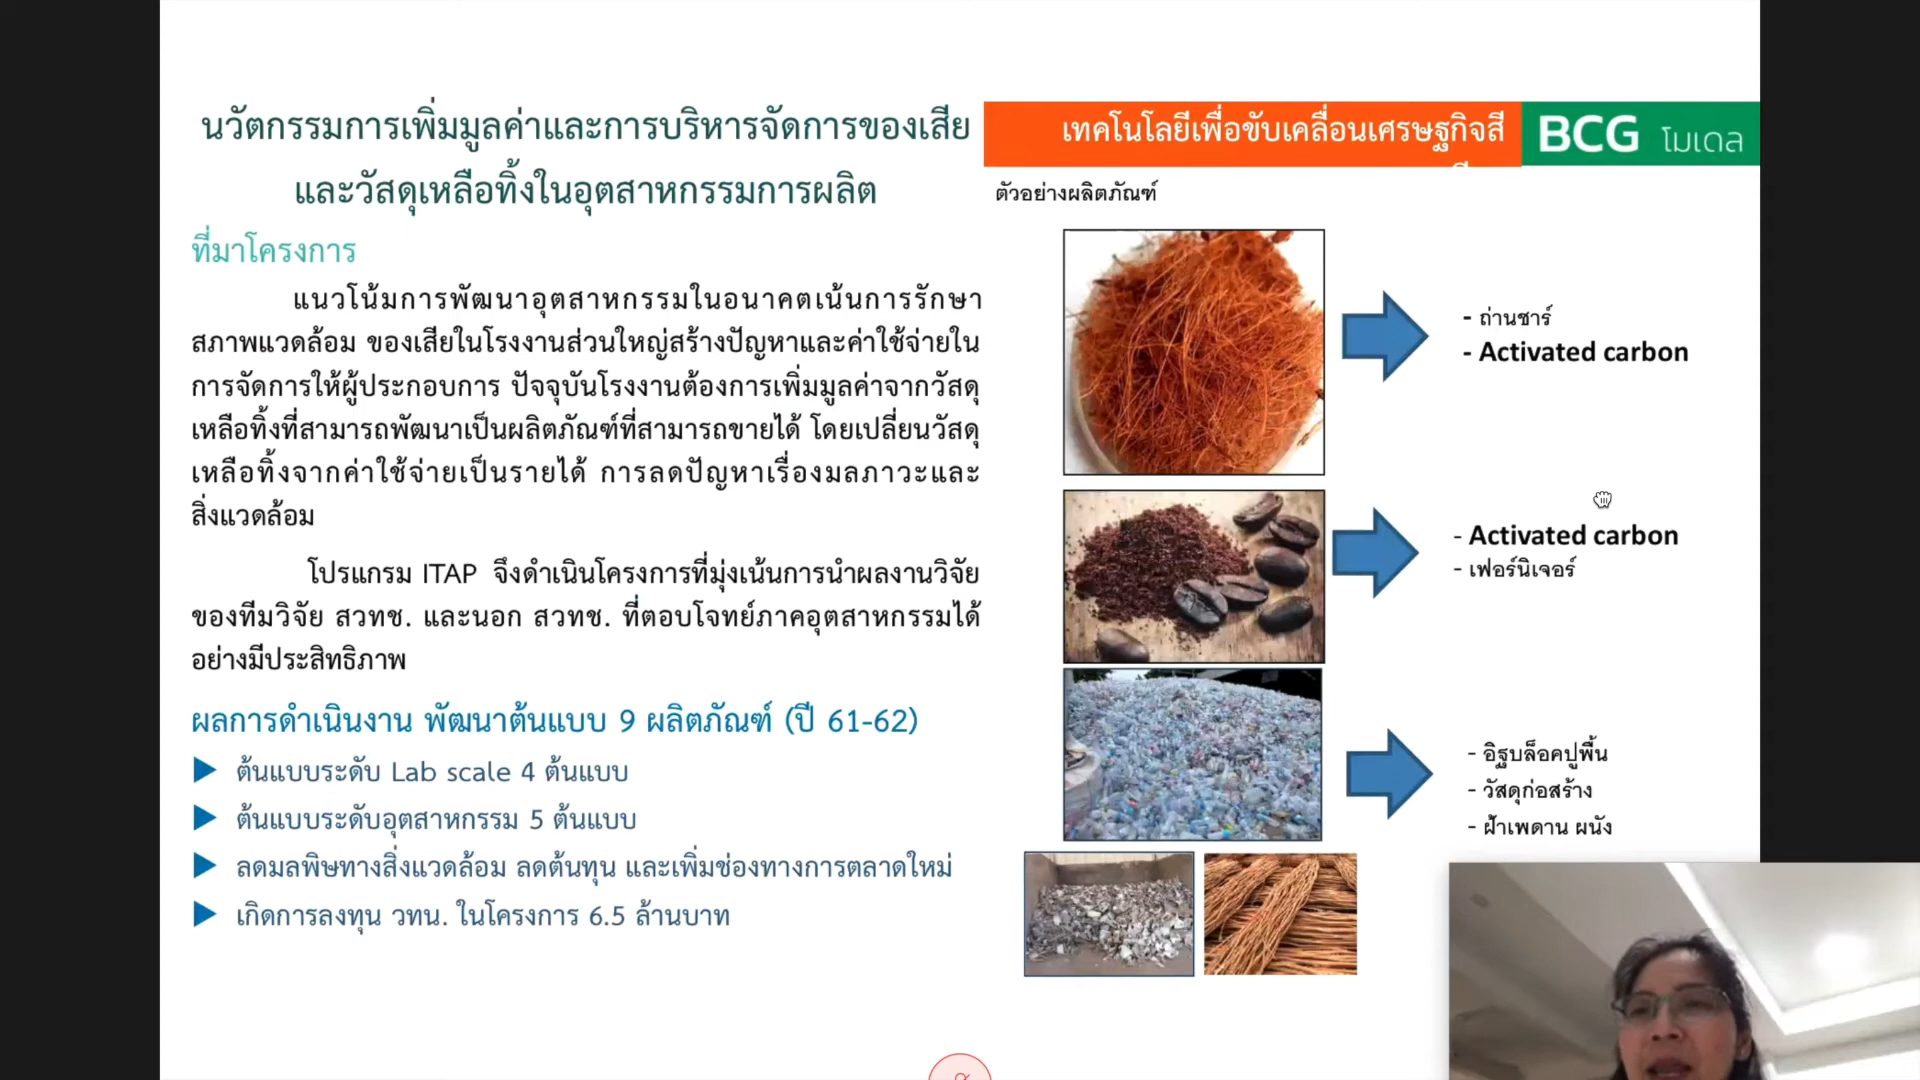 นวัตกรรมการเพิ่มมูลค่าและการบริหารจัดการของเสีย
และวัสดุเหลือทิ้งในอุตสาหกรรมการผลิต
ที่มาโครงการ
แนวโน้มการพัฒนาอุตสาหกรรมในอนาคตเน้นการรักษา
สภาพแวดล้อม ของเสียในโรงงานส่วนใหญ่สร้างปัญหาและค่าใช้จ่ายใน
การจัดการให้ผู้ประกอบการ ปัจจุบันโรงงานต้องการเพิ่มมูลค่าจากวัสดุ
เหลือทิ้งที่สามารถพัฒนาเป็นผลิตภัณฑ์ที่สามารถขายได้ โดยเปลี่ยนวัสดุ
เหลือทิ้งจากค่าใช้จ่ายเป็นรายได้ การลดปัญหาเรื่องมลภาวะและ
สิ่งแวดล้อม
โปรแกรม ITAP จึงดำเนินโครงการที่มุ่งเน้นการนำผลงานวิจัย
ของทีมวิจัย สวทช. และนอก สวทช. ที่ตอบโจทย์ภาคอุตสาหกรรมได้
อย่างมีประสิทธิภาพ
ผลการดำเนินงาน พัฒนาต้นแบบ 9 ผลิตภัณฑ์ (ปี 61-62)
ต้นแบบระดับ Lab scale 4 ต้นแบบ
ต้นแบบระดับอุตสาหกรรม 5 ต้นแบบ
ลดมลพิษทางสิ่งแวดล้อม ลดต้นทุน และเพิ่มช่องทางการตลาดใหม่
เกิดการลงทุน วทน. ในโครงการ 6.5 ล้านบาท
เทคโนโลยีเพื่อขับเคลื่อนเศรษฐกิจสี
BCG โมเดล
ตัวอย่างผลิตภัณฑ์
- ถ่านชาร์
- Activated carbon
- Activated carbon
- เฟอร์นิเจอร์
- อิฐบล็อคปูพื้น
- วัสดุก่อสร้าง
- ฝ้าเพดาน ผนัง